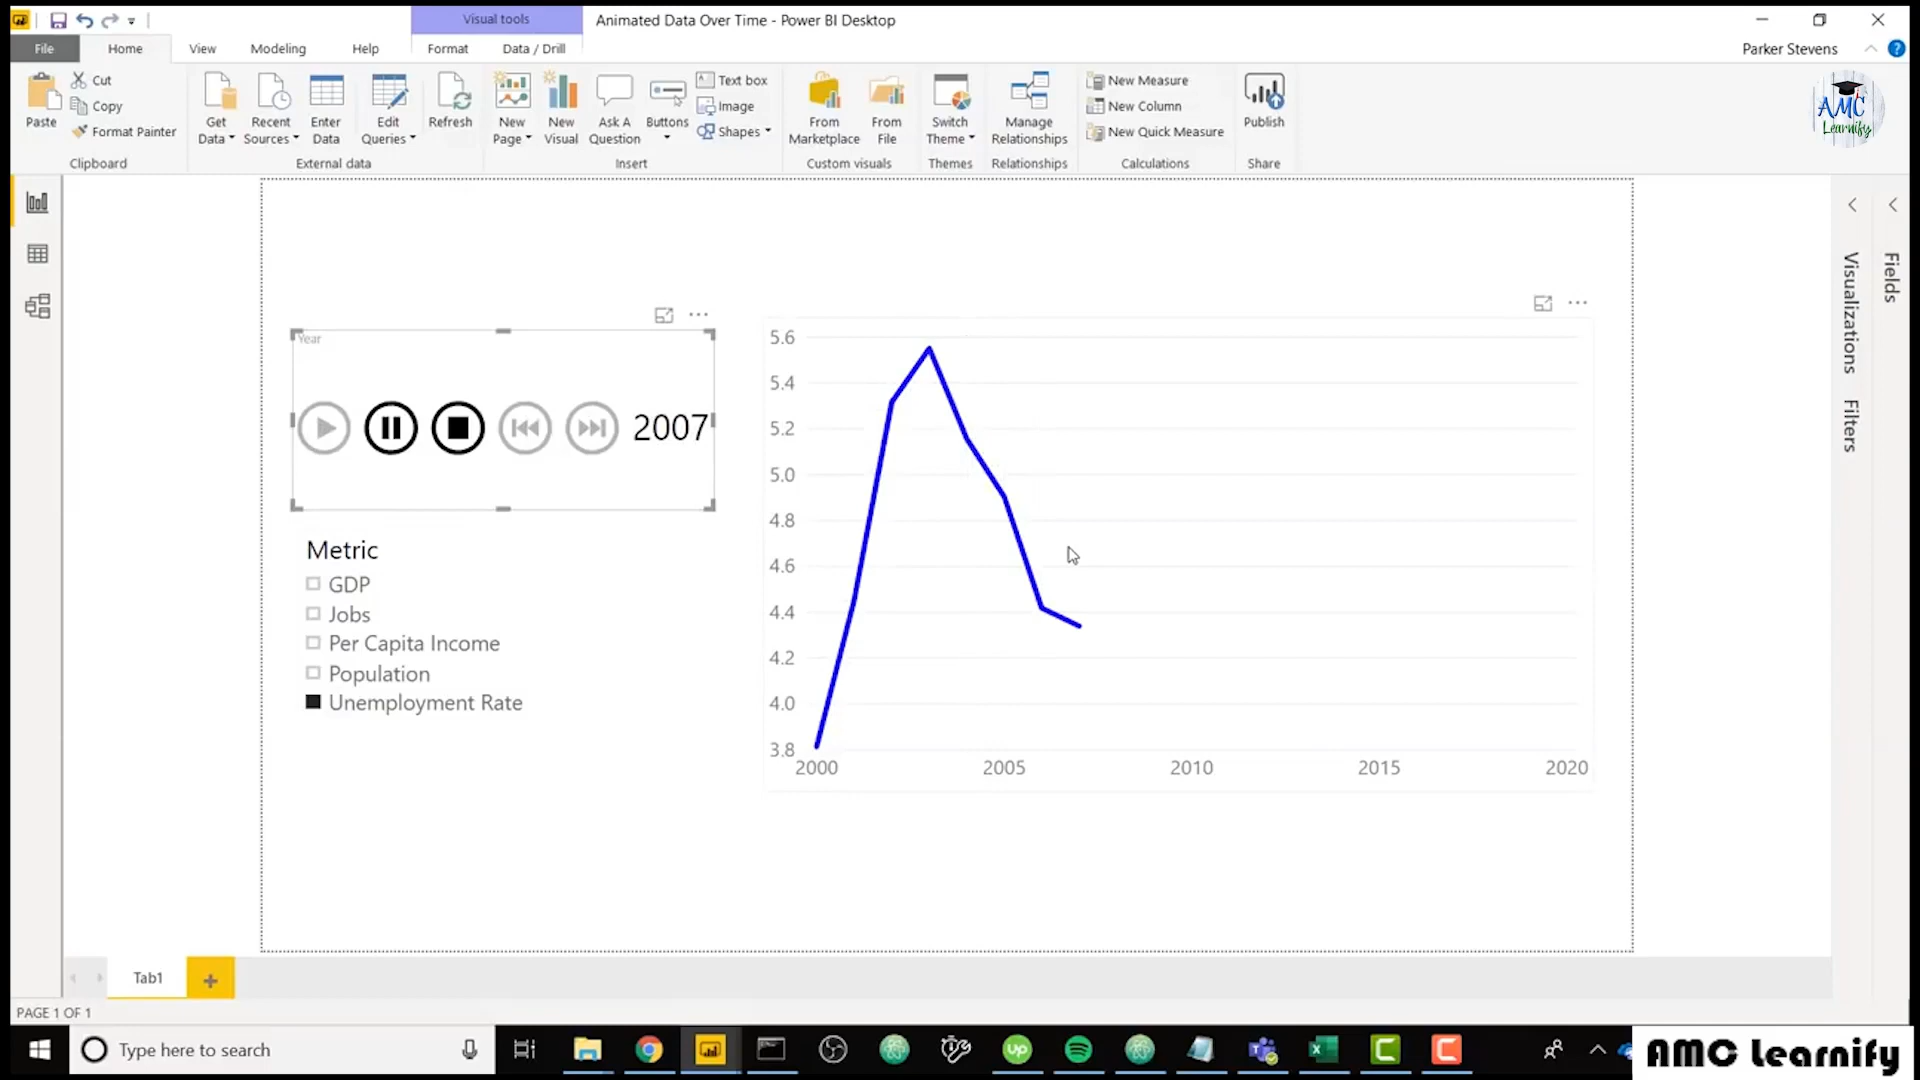 Visual tools
Animated Data Over Time - Power BI Desktop
File
Home
View
Modeling
Help
Format
Data / Drill
Parker Stevens
?
Paste
Cut
Copy
Format Painter
Clipboard
Get Data
Recent Sources
Enter Data
Edit Queries
Refresh
External data
New Page
New Visual
Ask A Question
Buttons
Text box
Image
Shapes
Insert
From Marketplace
From File
Custom visuals
Switch Theme
Themes
Manage Relationships
Relationships
New Measure
New Column
New Quick Measure
Calculations
Publish
Share
AMC
Learnify
Year
2007
Metric
GDP
Jobs
Per Capita Income
Population
Unemployment Rate
5.6
5.4
5.2
5.0
4.8
4.6
4.4
4.2
4.0
3.8
2000
2005
2010
2015
2020
Visualizations
Filters
Fields
Tab1
+
PAGE 1 OF 1
Type here to search
up
AMC Learnify